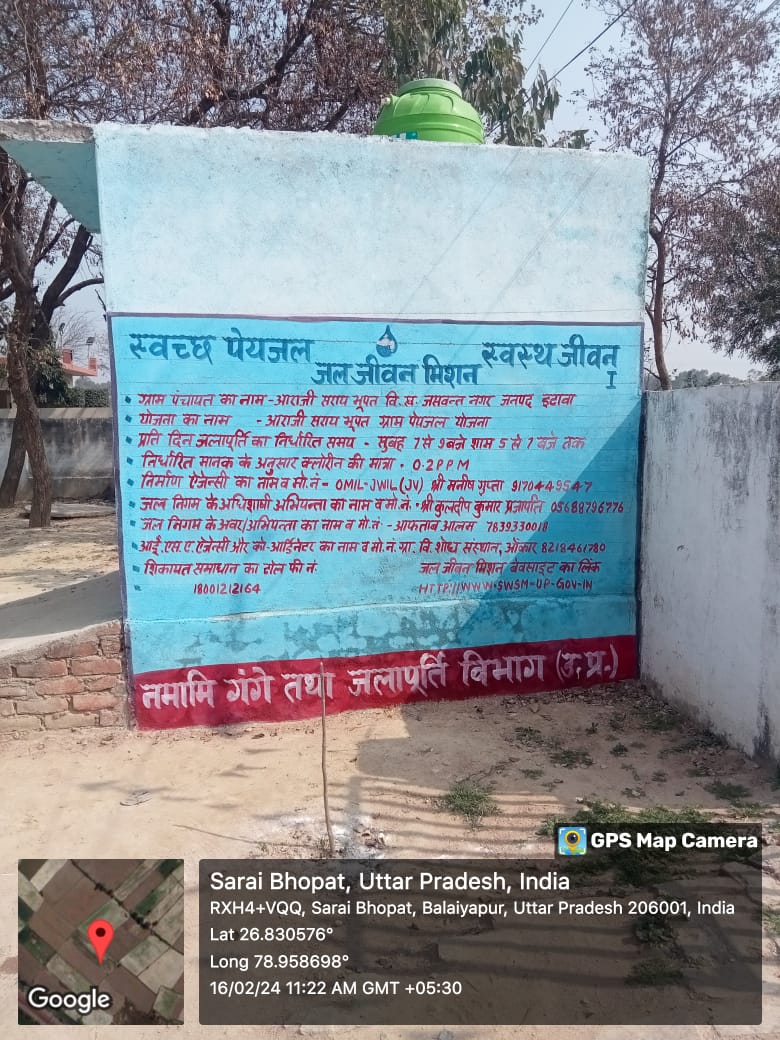 स्वच्छ पेयजल
जल जीवन मिशन
स्वस्थ जीवन
I
• ग्राम पंचायत का नाम - आराजी सराय भूपत वि.स. जसवन्त नगर जनपद इटावा
• योजना का नाम - आराजी सराय भूपत ग्राम पेयजल योजना
• प्रति दिन जलापूर्ति का निर्धारित समय - सुबह 7 से 9 बजे शाम 5 से 7 बजे तक
• निर्धारित मानक के अनुसार क्लोरीन की मात्रा • 0.2 PPM
• निर्माण ऐजेन्सी का नाम व मो.नं - OMIL-JWIL(JV) श्री मनीष गुप्ता 9170449547
• जल निगम के अधिशाषी अभियन्ता का नाम व मो.नं. • श्री कुलदीप कुमार प्रजापति 05688796776
• जल निगम के अवर/अभियन्ता का नाम व मो.नं - आफताब आलम 7839330018
• आई.एस.ए. ऐजेन्सी और को-आर्डिनेटर का नाम व मो.नं. ग्रा. वि. शोध संस्थान, ओंकार 8218461780
• शिकायत समाधान का टोल फ्री नं.
18001212164
जल जीवन मिशन वेवसाइट का लिंक
HTTP://WWW.SWSM-UP-GOV-IN
नमामि गंगे तथा जलापूर्ति विभाग (उ.प्र.)
GPS Map Camera
Google
Sarai Bhopat, Uttar Pradesh, India
RXH4+VQQ, Sarai Bhopat, Balaiyapur, Uttar Pradesh 206001, India
Lat 26.830576°
Long 78.958698°
16/02/24 11:22 AM GMT +05:30